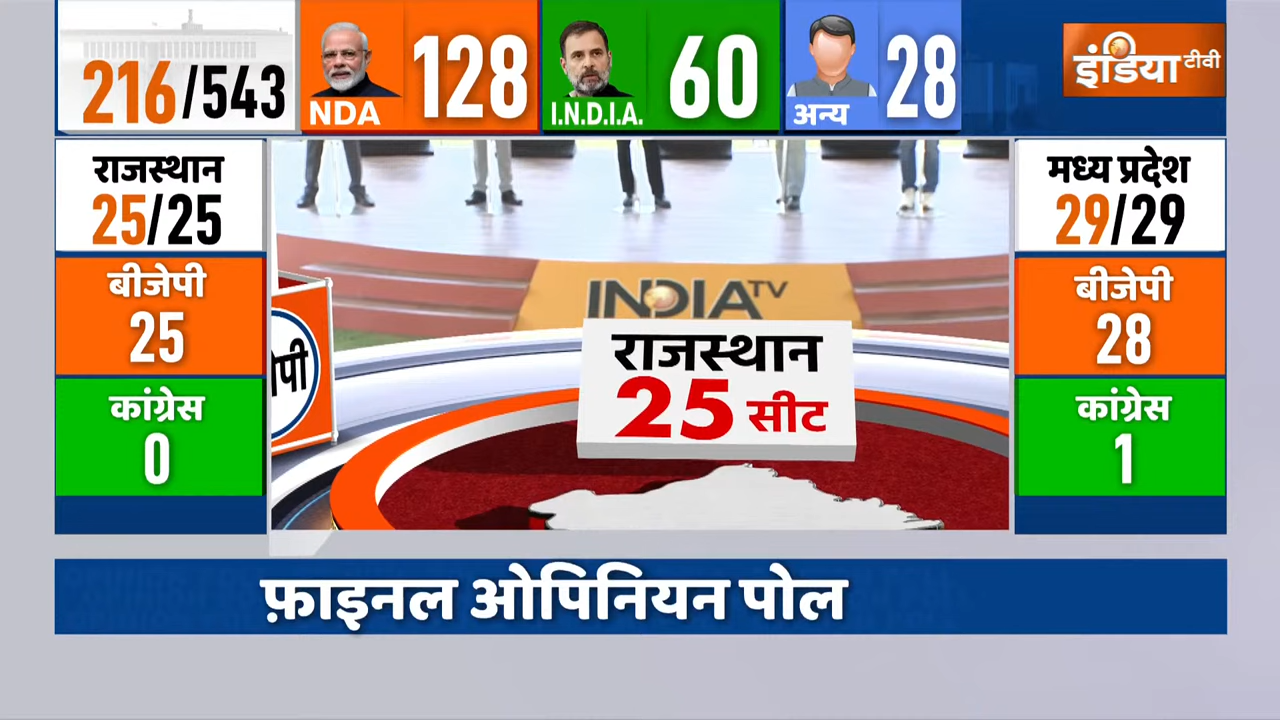 216/543
NDA
128
I.N.D.I.A.
60
अन्य
28
इंडिया टीवी
राजस्थान
25/25
बीजेपी
25
कांग्रेस
0
INDIA TV
राजस्थान
25 सीट
मध्य प्रदेश
29/29
बीजेपी
28
कांग्रेस
1
फ़ाइनल ओपिनियन पोल